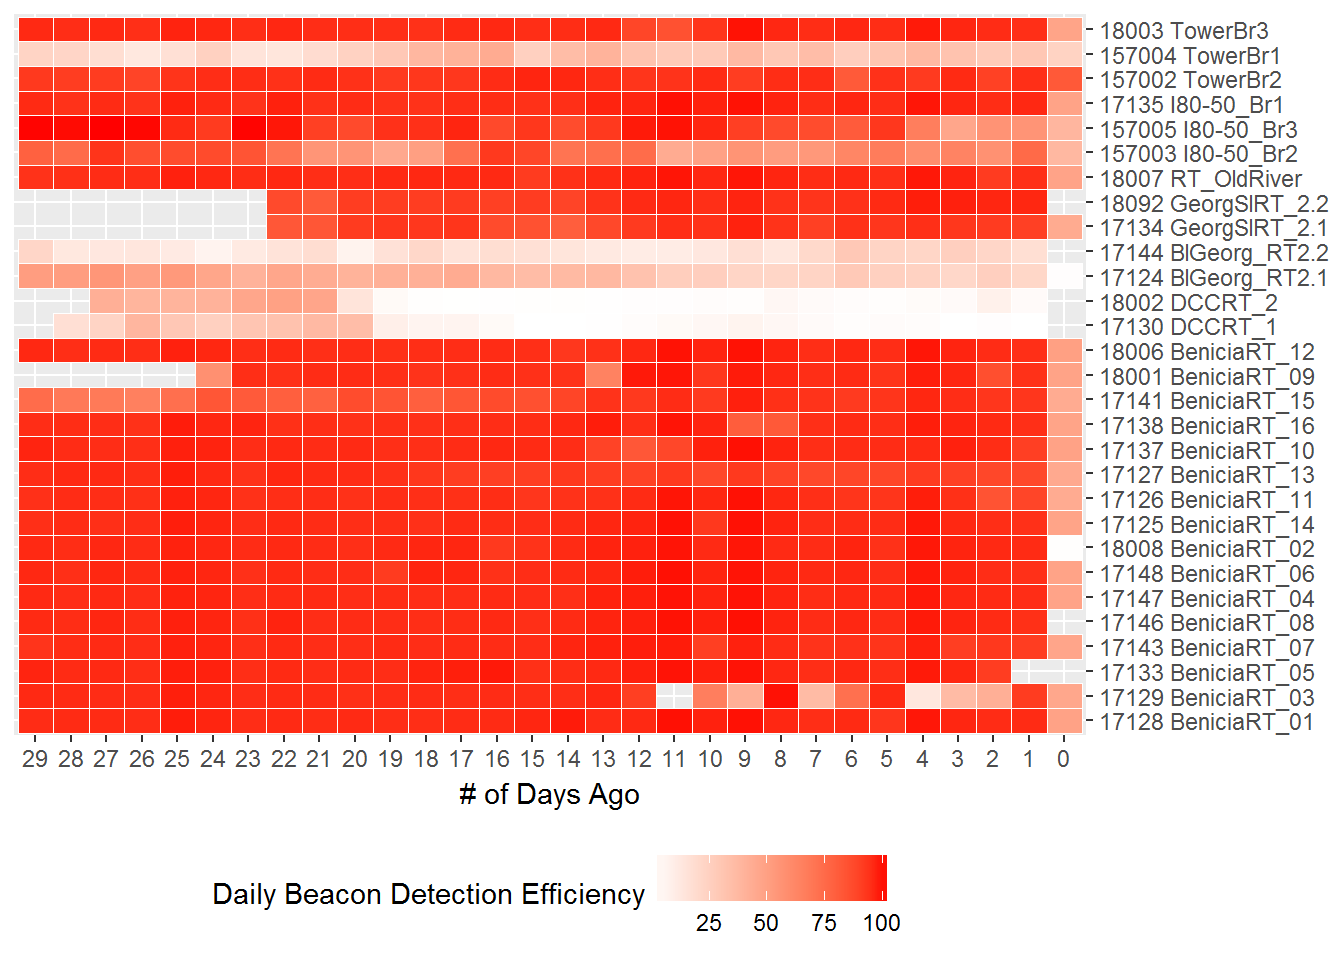 18003 TowerBr3
157004 TowerBr1
157002 TowerBr2
17135 I80-50_Br1
157005 I80-50_Br3
157003 I80-50_Br2
18007 RT_OldRiver
18092 GeorgSlRT_2.2
17134 GeorgSlRT_2.1
17144 BlGeorg_RT2.2
17124 BlGeorg_RT2.1
18002 DCCRT_2
17130 DCCRT_1
18006 BeniciaRT_12
18001 BeniciaRT_09
17141 BeniciaRT_15
17138 BeniciaRT_16
17137 BeniciaRT_10
17127 BeniciaRT_13
17126 BeniciaRT_11
17125 BeniciaRT_14
18008 BeniciaRT_02
17148 BeniciaRT_06
17147 BeniciaRT_04
17146 BeniciaRT_08
17143 BeniciaRT_07
17133 BeniciaRT_05
17129 BeniciaRT_03
17128 BeniciaRT_01
29 28 27 26 25 24 23 22 21 20 19 18 17 16 15 14 13 12 11 10 9 8 7 6 5 4 3 2 1 0
# of Days Ago
Daily Beacon Detection Efficiency
25 50 75 100